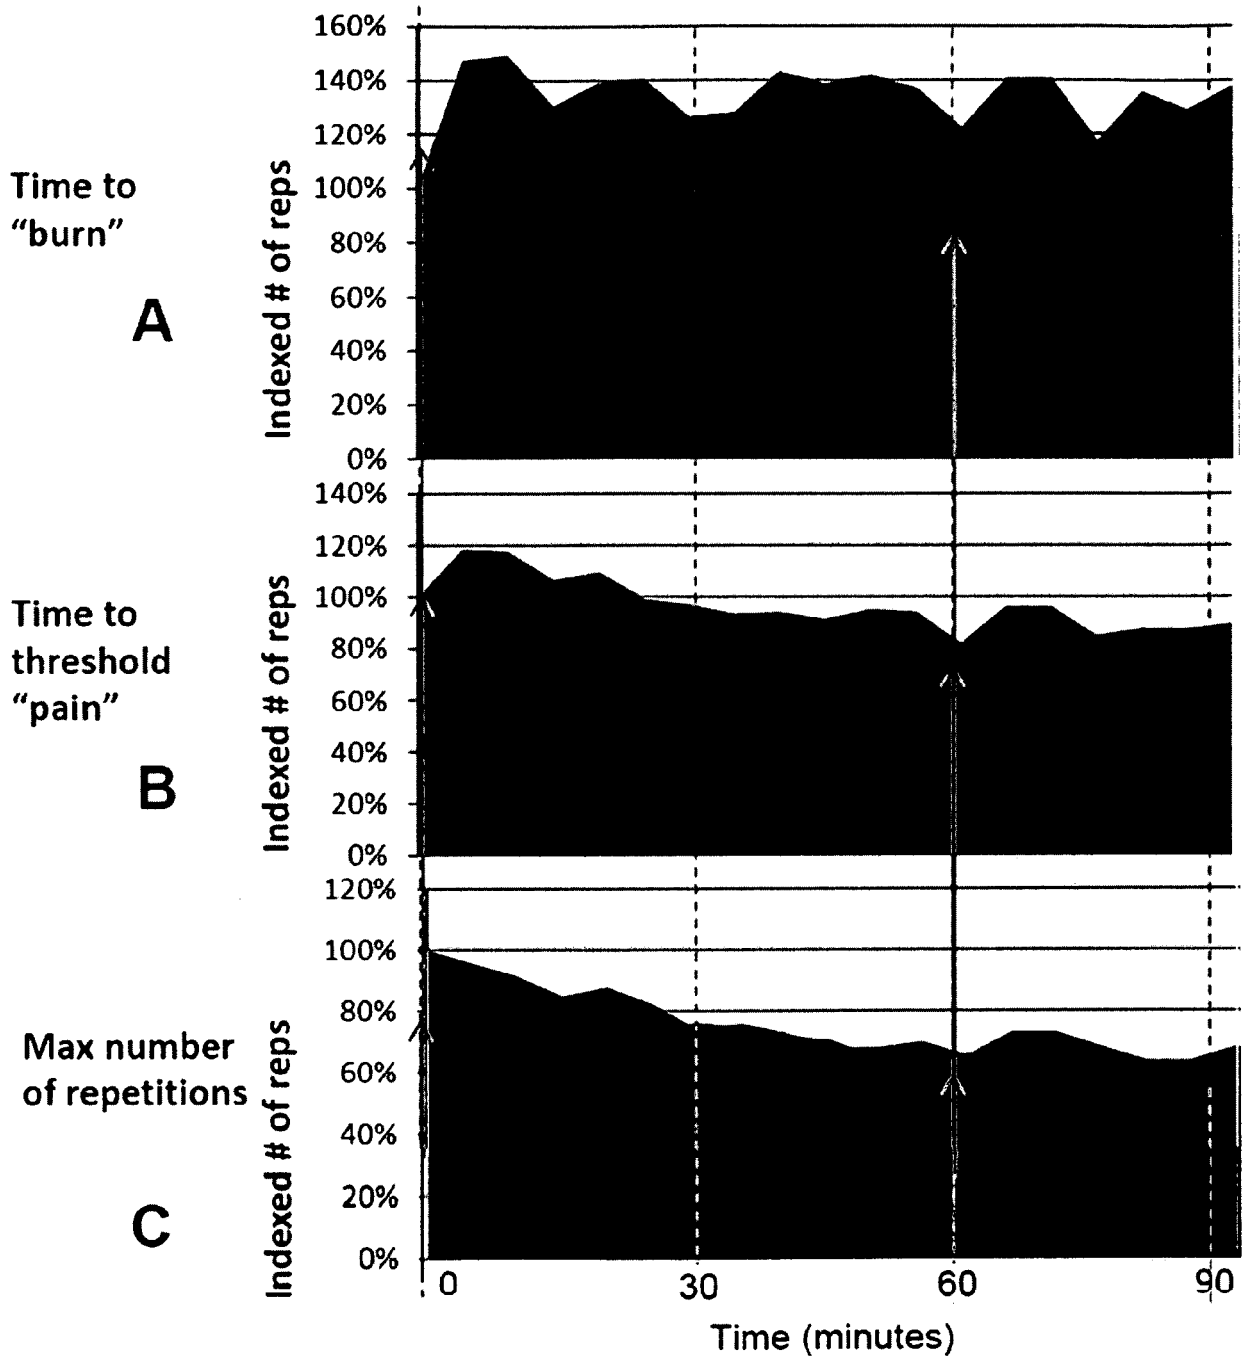 160%
140%
120%
100%
80%
60%
40%
20%
0%
Indexed # of reps
Time to
“burn”
A
140%
120%
100%
80%
60%
40%
20%
0%
Indexed # of reps
Time to
threshold
“pain”
B
120%
100%
80%
60%
40%
20%
0%
Indexed # of reps
Max number
of repetitions
C
0 30 60 90
Time (minutes)